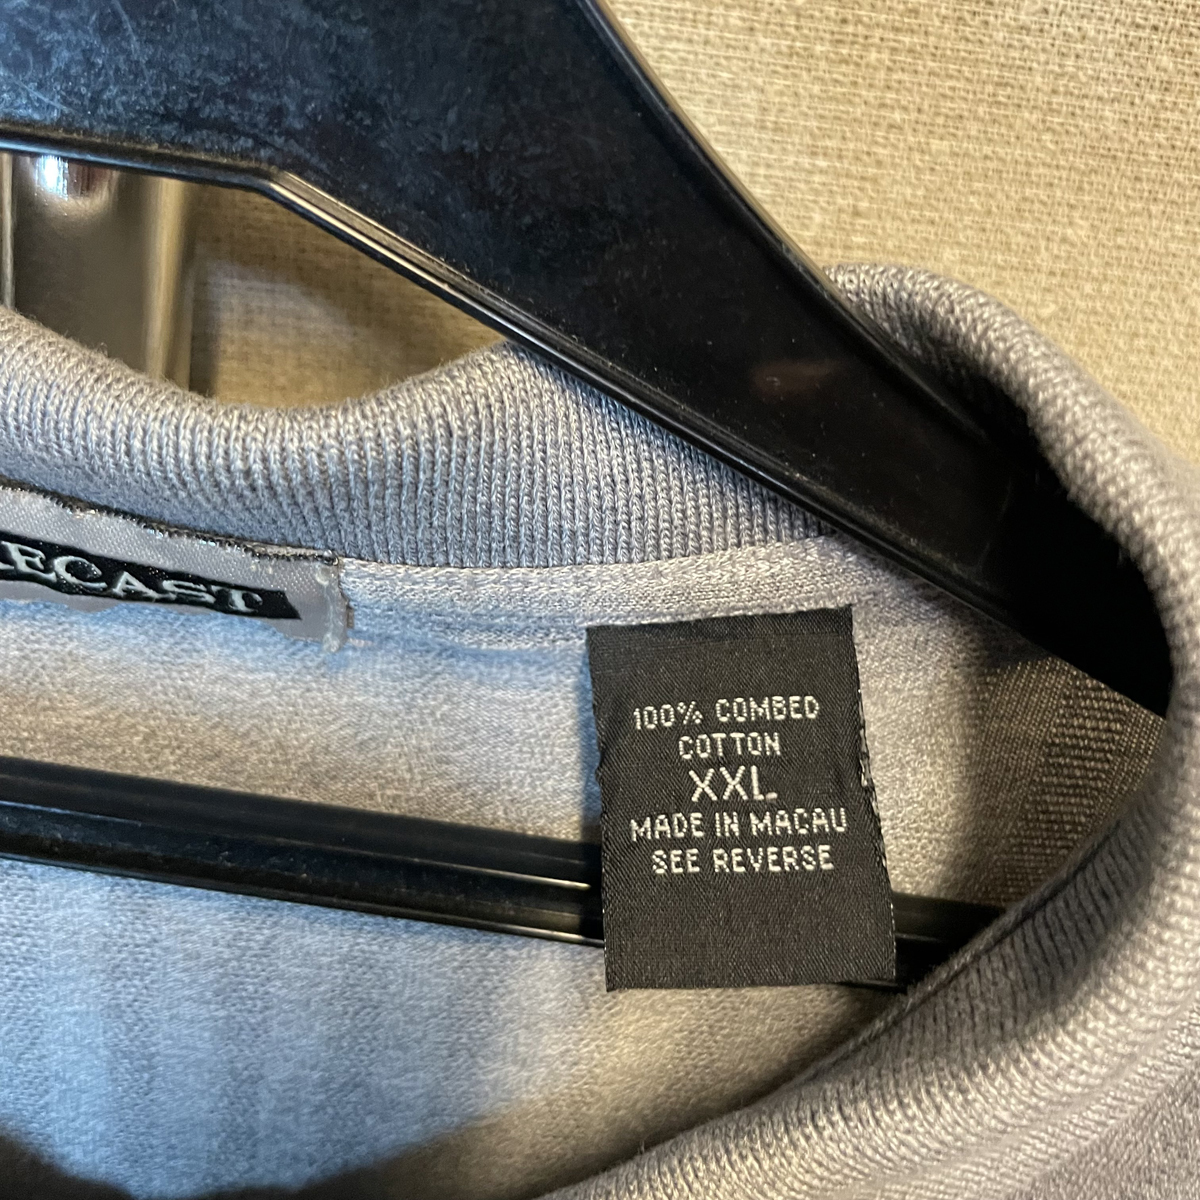 ECAST
100% COMBED
COTTON
XXL
MADE IN MACAU
SEE REVERSE